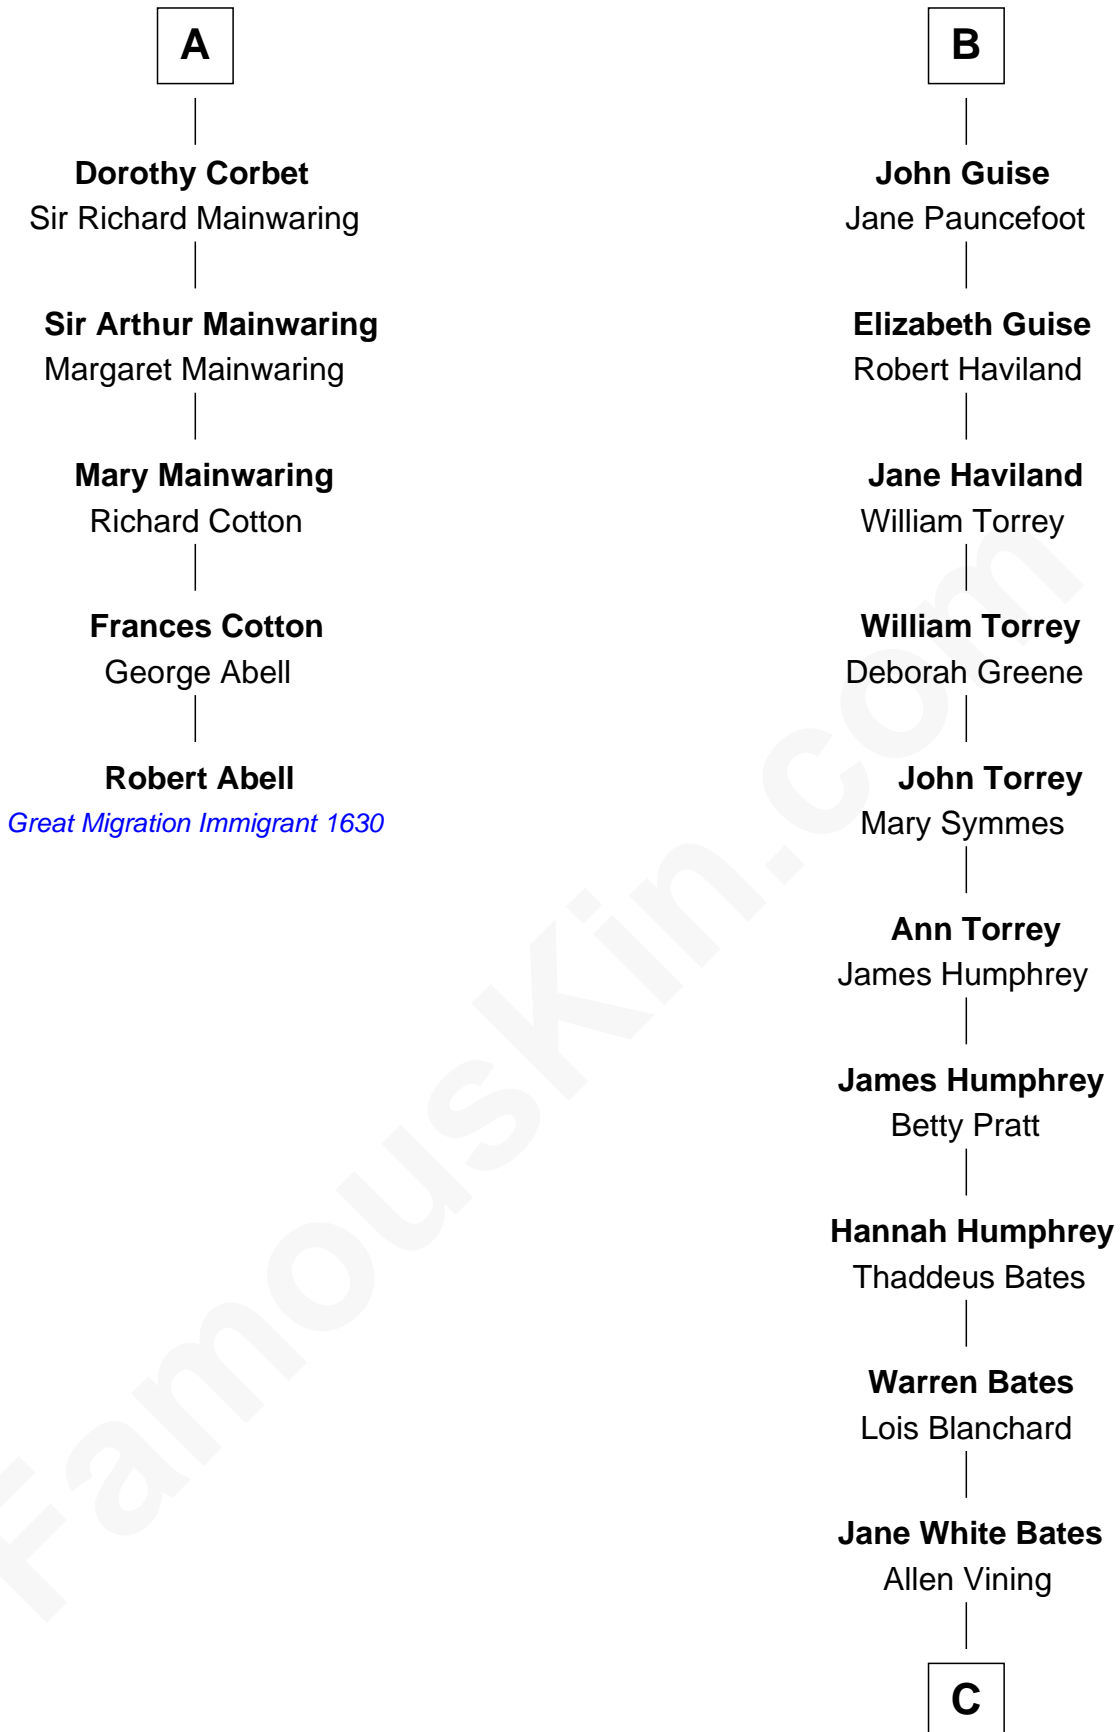 A
Dorothy Corbet
Sir Richard Mainwaring
Sir Arthur Mainwaring
Margaret Mainwaring
Mary Mainwaring
Richard Cotton
Frances Cotton
George Abell
Robert Abell
Great Migration Immigrant 1630
B
John Guise
Jane Pauncefoot
Elizabeth Guise
Robert Haviland
Jane Haviland
William Torrey
William Torrey
Deborah Greene
John Torrey
Mary Symmes
Ann Torrey
James Humphrey
James Humphrey
Betty Pratt
Hannah Humphrey
Thaddeus Bates
Warren Bates
Lois Blanchard
Jane White Bates
Allen Vining
C
FamousKin.com